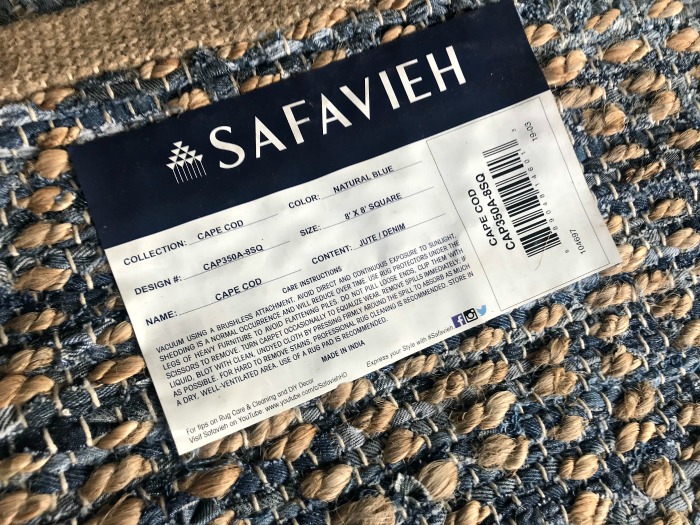 SAFAVIEH
COLLECTION: CAPE COD
COLOR: NATURAL BLUE
DESIGN #: CAP350A-8SQ
SIZE: 8' X 8' SQUARE
NAME: CAPE COD
CONTENT: JUTE / DENIM
CARE INSTRUCTIONS
VACUUM USING A BRUSHLESS ATTACHMENT. AVOID DIRECT AND CONTINUOUS EXPOSURE TO SUNLIGHT.
SHEDDING IS A NORMAL OCCURRENCE AND WILL REDUCE OVER TIME. USE RUG PROTECTORS UNDER THE
LEGS OF HEAVY FURNITURE TO AVOID FLATTENING PILES. DO NOT PULL LOOSE ENDS, CLIP THEM WITH
SCISSORS TO REMOVE. TURN CARPET OCCASIONALLY TO EQUALIZE WEAR. REMOVE SPILLS IMMEDIATELY. IF
LIQUID, BLOT WITH CLEAN, UNDYED CLOTH BY PRESSING FIRMLY AROUND THE SPILL TO ABSORB AS MUCH
AS POSSIBLE. FOR HARD TO REMOVE STAINS, PROFESSIONAL RUG CLEANING IS RECOMMENDED. STORE IN
A DRY, WELL-VENTILATED AREA. USE OF A RUG PAD IS RECOMMENDED.
MADE IN INDIA
For tips on Rug Care & Cleaning and DIY Decor
Visit Safavieh on YouTube: www.youtube.com/c/SafaviehHD
Express your Style with #Safavieh
CAPE COD
CAP350A-8SQ
19-03
104697